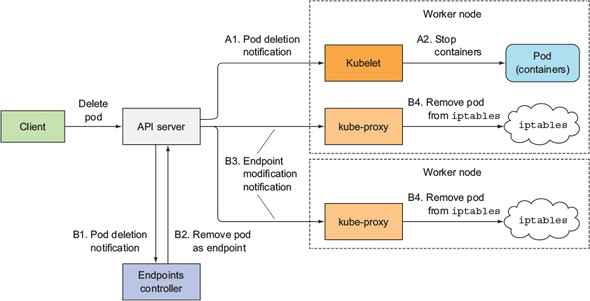 Worker node
A1. Pod deletion
notification
Kubelet
A2. Stop
containers
Pod
(containers)
Client
Delete
pod
API server
kube-proxy
B4. Remove pod
from iptables
iptables
B3. Endpoint
modification
notification
Worker node
kube-proxy
B4. Remove pod
from iptables
iptables
B1. Pod deletion
notification
B2. Remove pod
as endpoint
Endpoints
controller